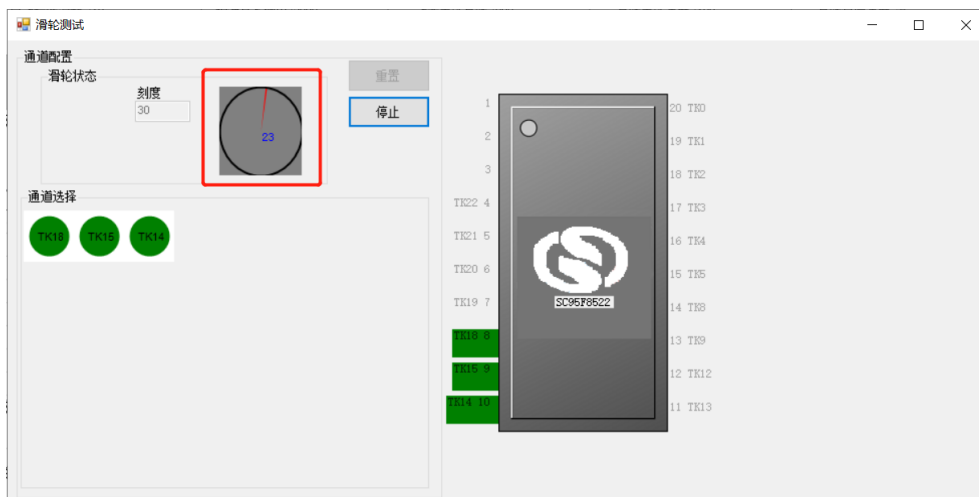 滑轮测试
通道配置
滑轮状态
刻度
30
23
重置
停止
通道选择
TK18 TK15 TK14
1
2
3
TK22 4
TK21 5
TK20 6
TK19 7
TK18 8
TK15 9
TK14 10
SC95F8522
20 TK0
19 TK1
18 TK2
17 TK3
16 TK4
15 TK5
14 TK8
13 TK9
12 TK12
11 TK13